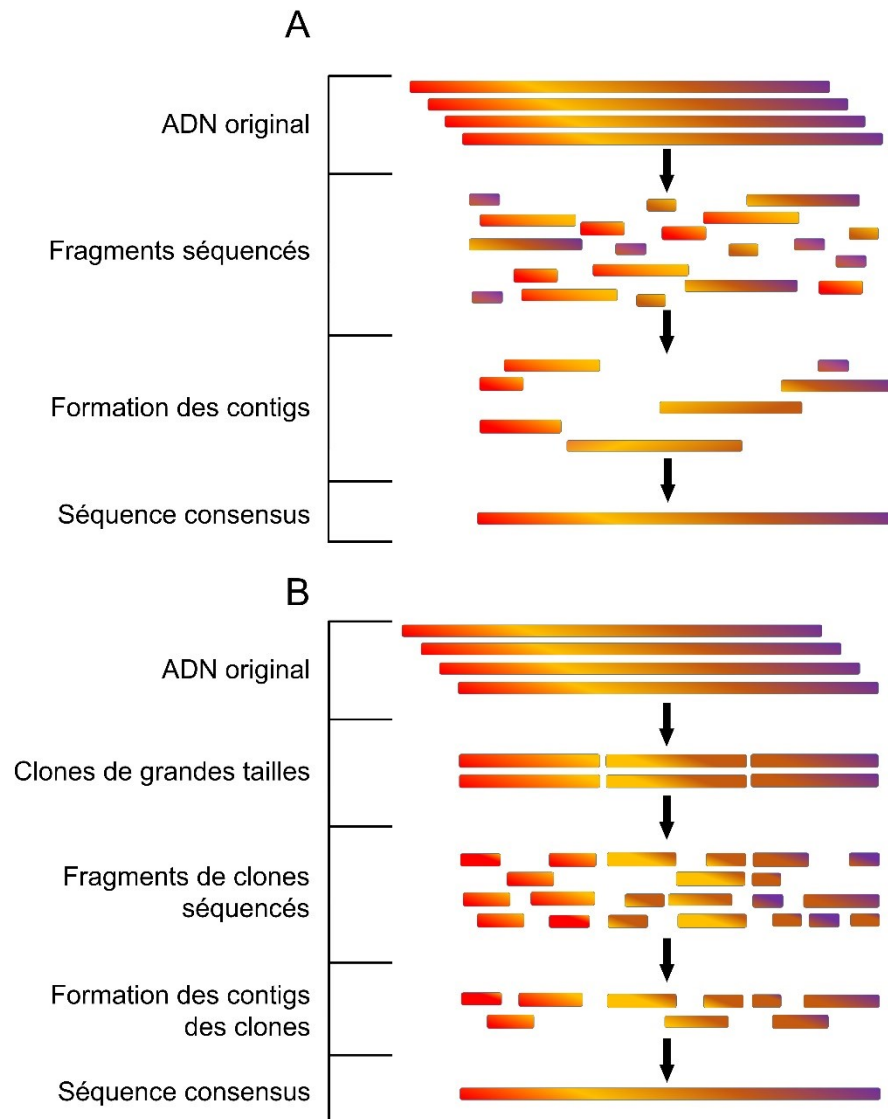 A
ADN original
Fragments séquencés
Formation des contigs
Séquence consensus
B
ADN original
Clones de grandes tailles
Fragments de clones
séquencés
Formation des contigs
des clones
Séquence consensus